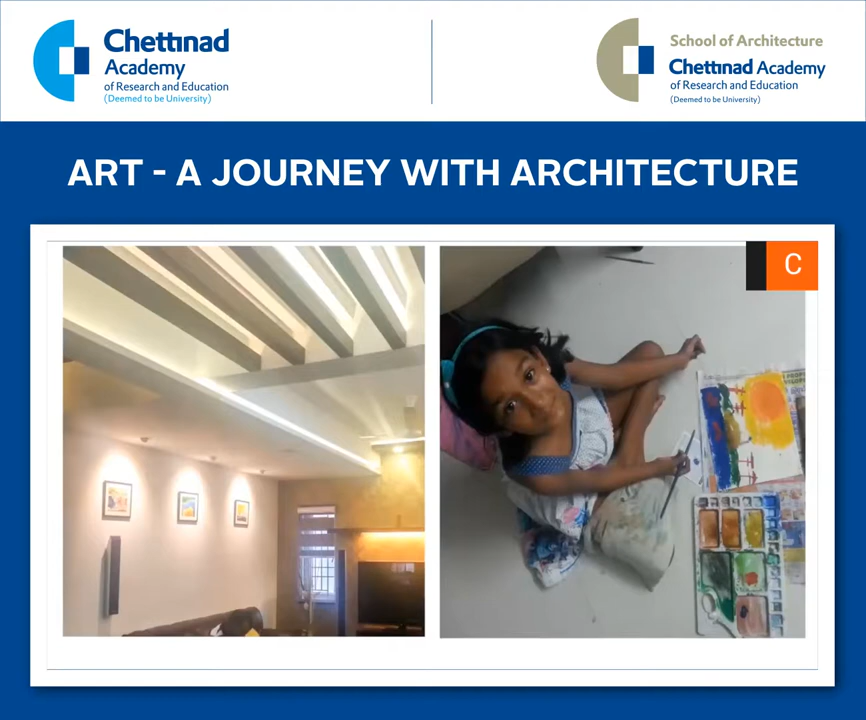 Chettinad
Academy
of Research and Education
(Deemed to be University)
School of Architecture
Chettinad Academy
of Research and Education
(Deemed to be University)
ART - A JOURNEY WITH ARCHITECTURE
C